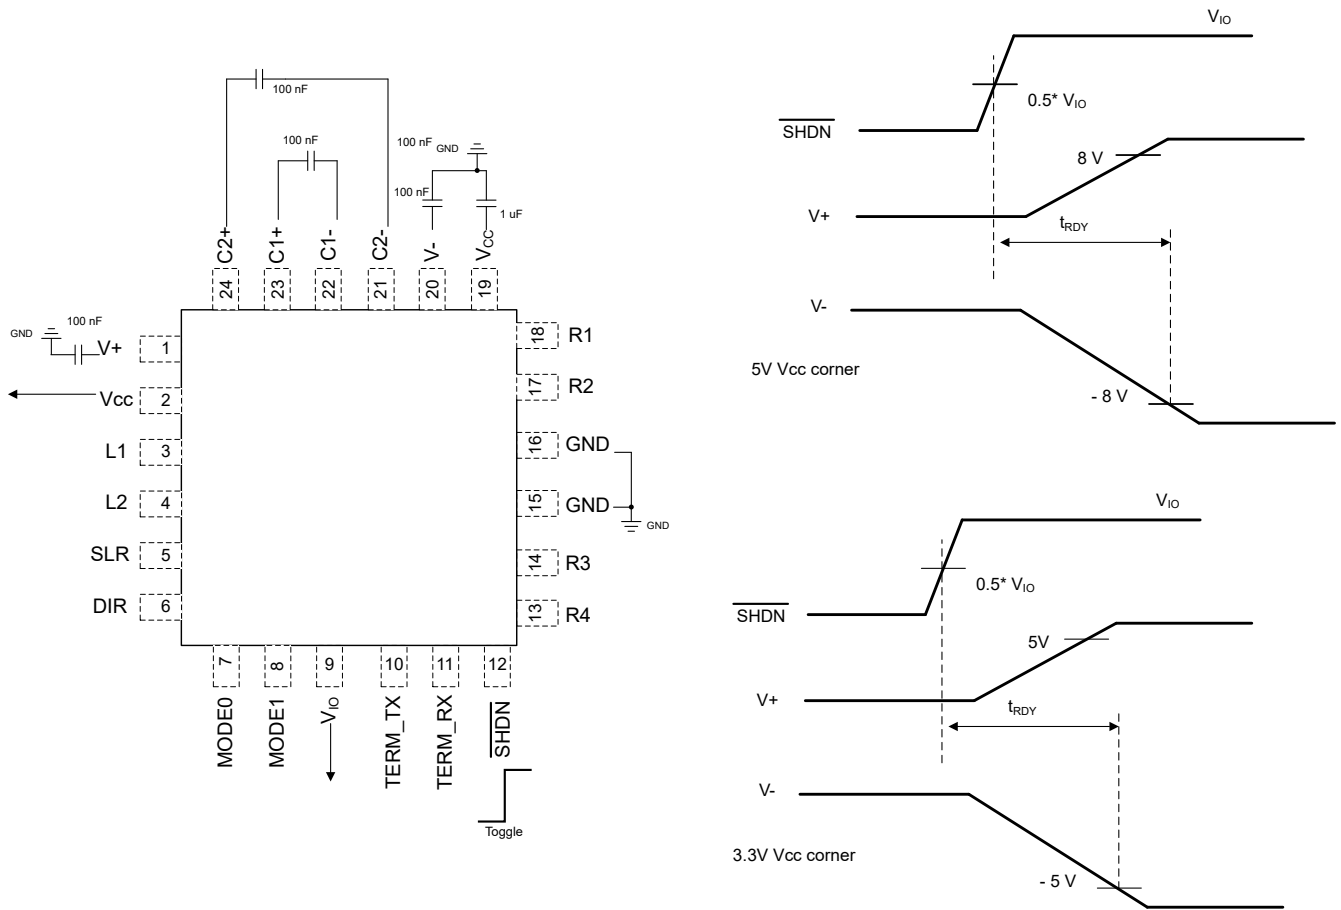 100 nF
100 nF
100 nF
GND
100 nF
1 uF
C2+
C1+
C1-
C2-
V-
VCC
24
23
22
21
20
19
GND
100 nF
V+
1
Vcc
2
L1
3
L2
4
SLR
5
DIR
6
18
R1
17
R2
16
GND
15
GND
GND
14
R3
13
R4
7
8
9
10
11
12
MODE0
MODE1
VIO
TERM_TX
TERM_RX
SHDN
Toggle
VIO
0.5* VIO
SHDN
8 V
V+
tRDY
V-
5V Vcc corner
- 8 V
VIO
0.5* VIO
SHDN
5V
V+
tRDY
V-
3.3V Vcc corner
- 5 V